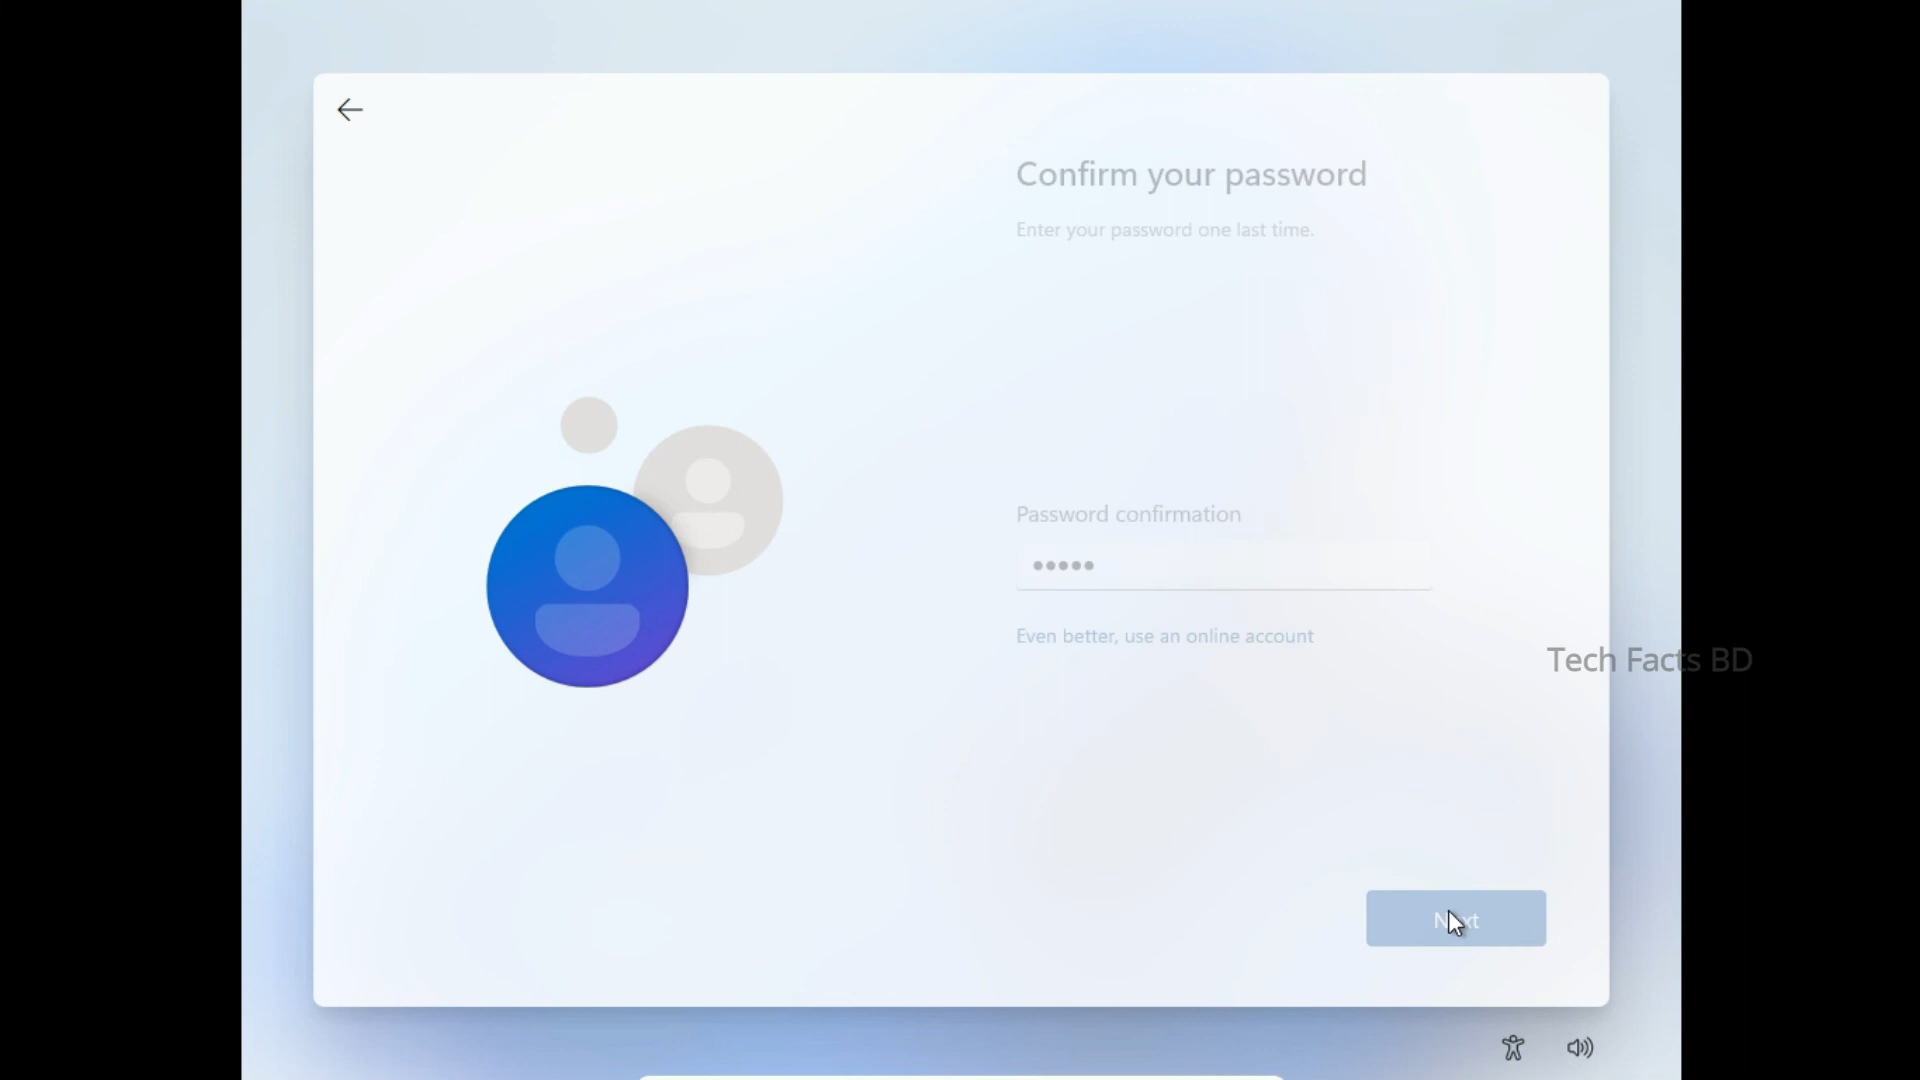 Confirm your password
Enter your password one last time.
Password confirmation
Even better, use an online account
Tech Facts BD
Next